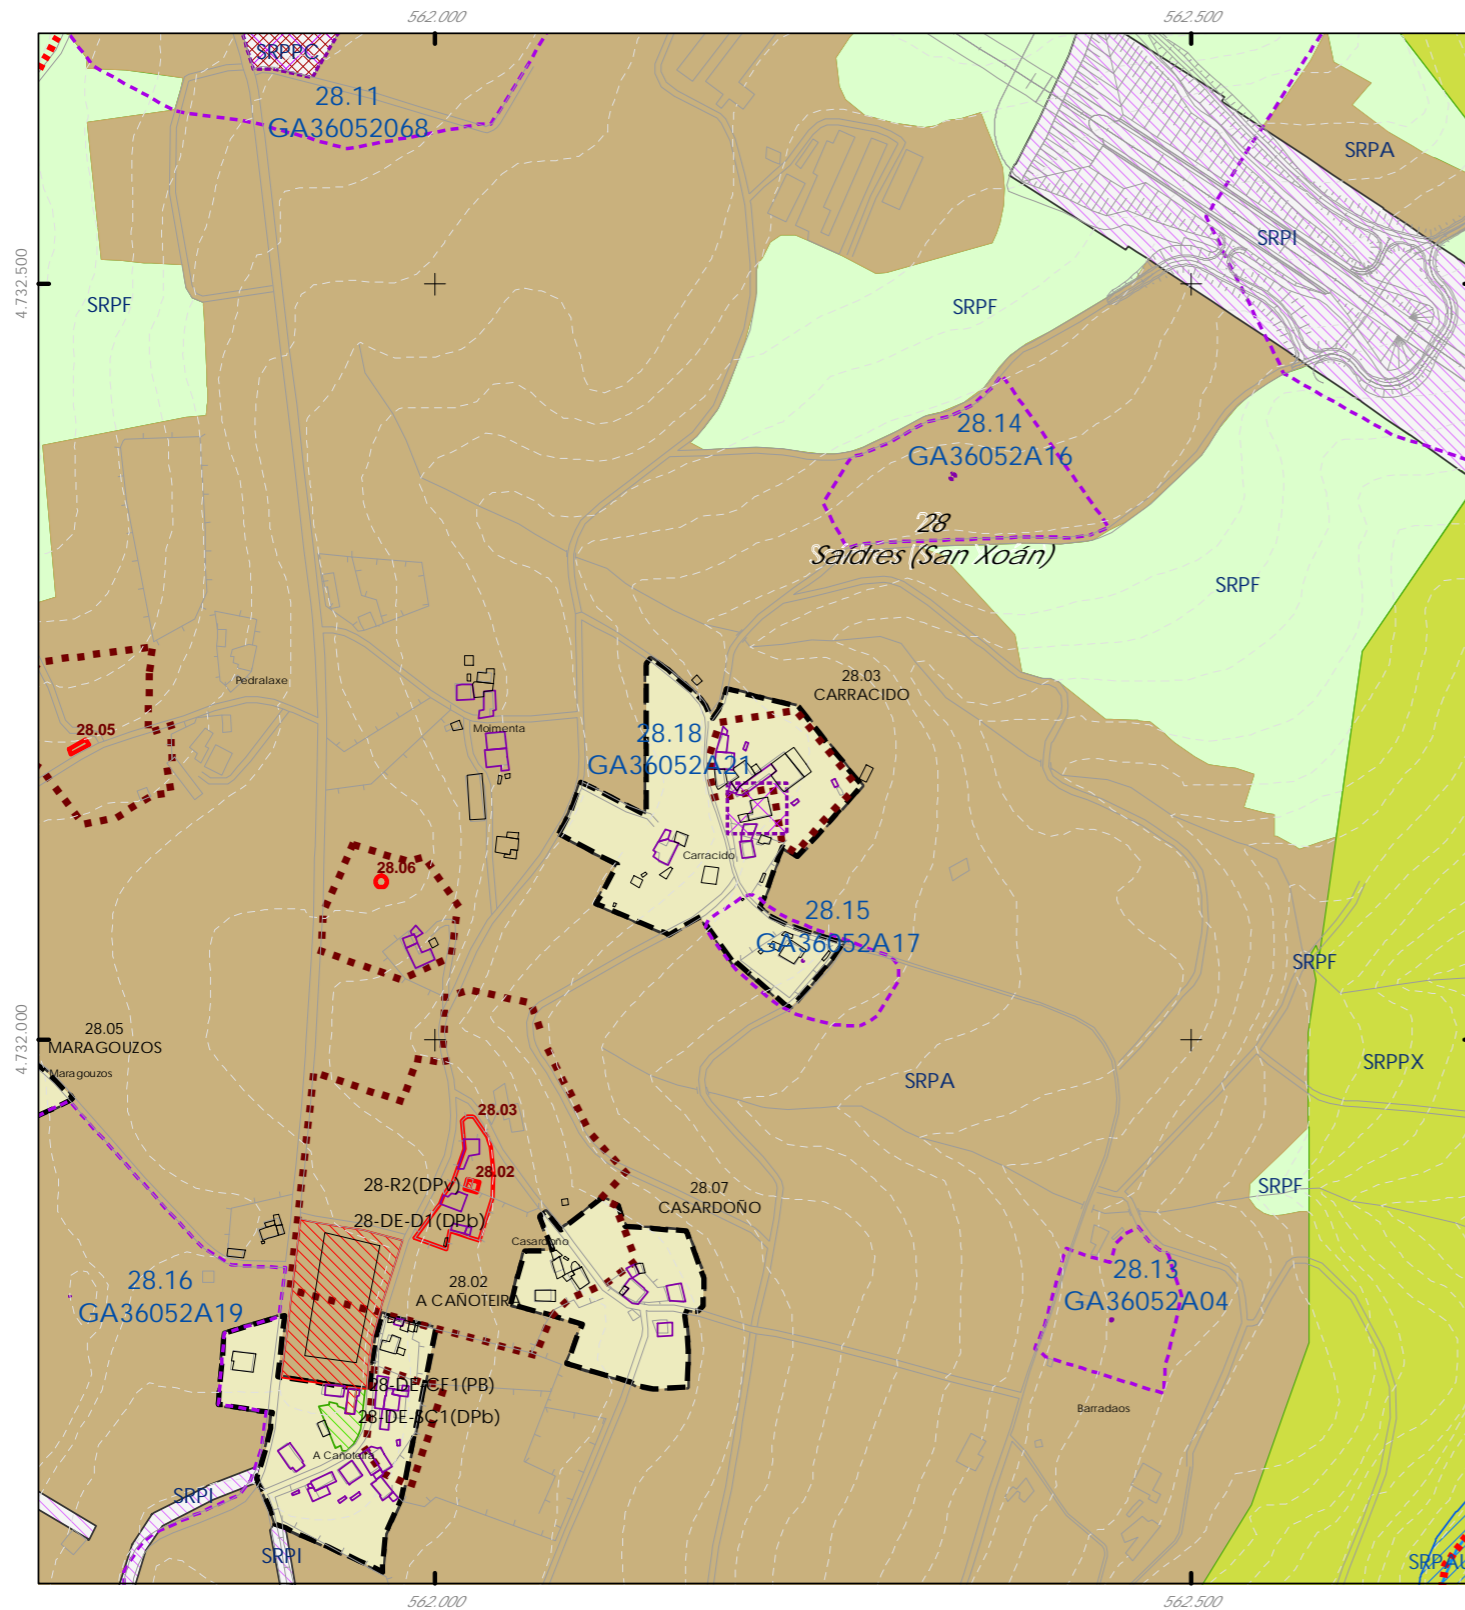 562.000
562.500
SRPPC
28.11
GA36052068
SRPA
SRPI
4.732.500
SRPF
SRPF
28.14
GA36052A16
28
Saídres (San Xoán)
SRPF
Pedralaxe
28.03
CARRACIDO
28.05
Moimenta
28.18
GA36052A21
Carracido
28.06
28.15
GA36052A17
SRPF
4.732.000
28.05
MARAGOUZOS
Maragouzos
SRPA
SRPPX
28.03
28.02
28-R2(DPv)
28-DE-D1(DPb)
28.07
CASARDOÑO
SRPF
Casardoño
28.16
GA36052A19
28.02
A CAÑOTEIRA
28.13
GA36052A04
28-DE-CF1(PB)
28-DE-SC1(DPb)
Barradaos
A Cañoteira
SRPI
SRPI
SRPAU
562.000
562.500